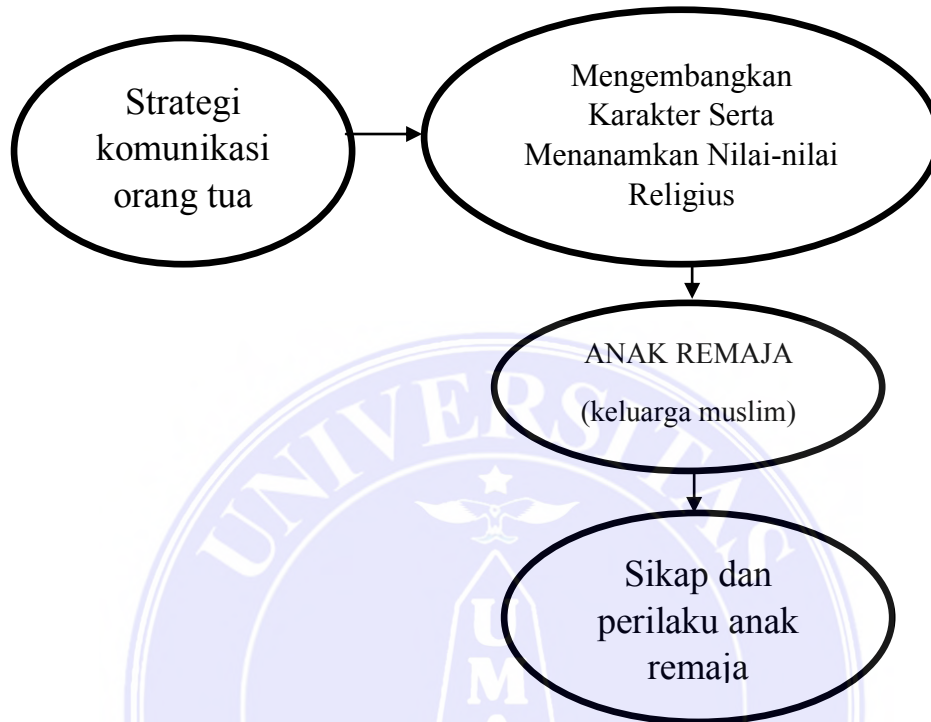 Strategi
komunikasi
orang tua
Mengembangkan
Karakter Serta
Menanamkan Nilai-nilai
Religius
ANAK REMAJA
(keluarga muslim)
UNIVERSITAS
Sikap dan
perilaku anak
remaja
U
M